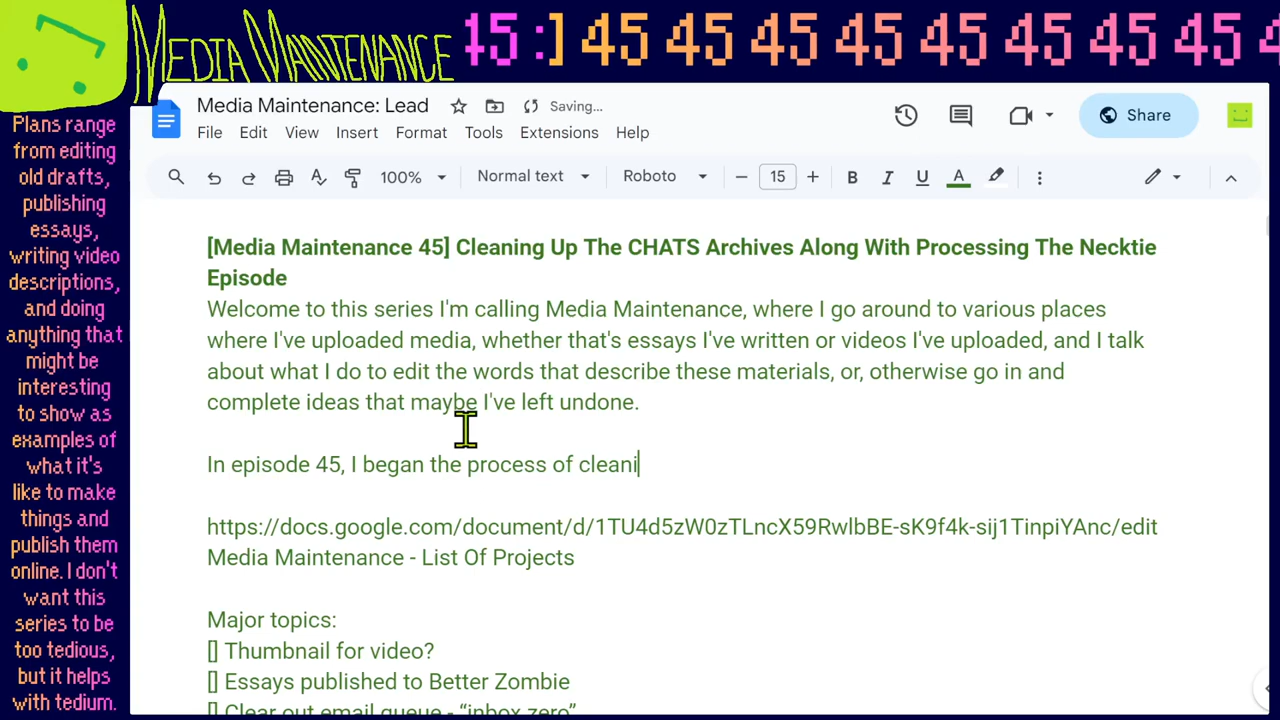 MEDIA MAINTENANCE
45 :] 45 45 45 45 45 45 45 4
Plans range
from editing
old drafts,
publishing
essays,
writing video
descriptions,
and doing
anything that
might be
interesting
to show as
examples of
what it's
like to make
things and
publish them
online. I don't
want this
series to be
too tedious,
but it helps
with tedium.
Media Maintenance: Lead
Saving...
File Edit View Insert Format Tools Extensions Help
Share
100% Normal text Roboto − 15 + B I U A
[Media Maintenance 45] Cleaning Up The CHATS Archives Along With Processing The Necktie
Episode
Welcome to this series I'm calling Media Maintenance, where I go around to various places
where I've uploaded media, whether that's essays I've written or videos I've uploaded, and I talk
about what I do to edit the words that describe these materials, or, otherwise go in and
complete ideas that maybe I've left undone.
In episode 45, I began the process of cleani
https://docs.google.com/document/d/1TU4d5zW0zTLncX59RwlbBE-sK9f4k-sij1TinpiYAnc/edit
Media Maintenance - List Of Projects
Major topics:
[] Thumbnail for video?
[] Essays published to Better Zombie
[] Clear out email queue - “inbox zero”